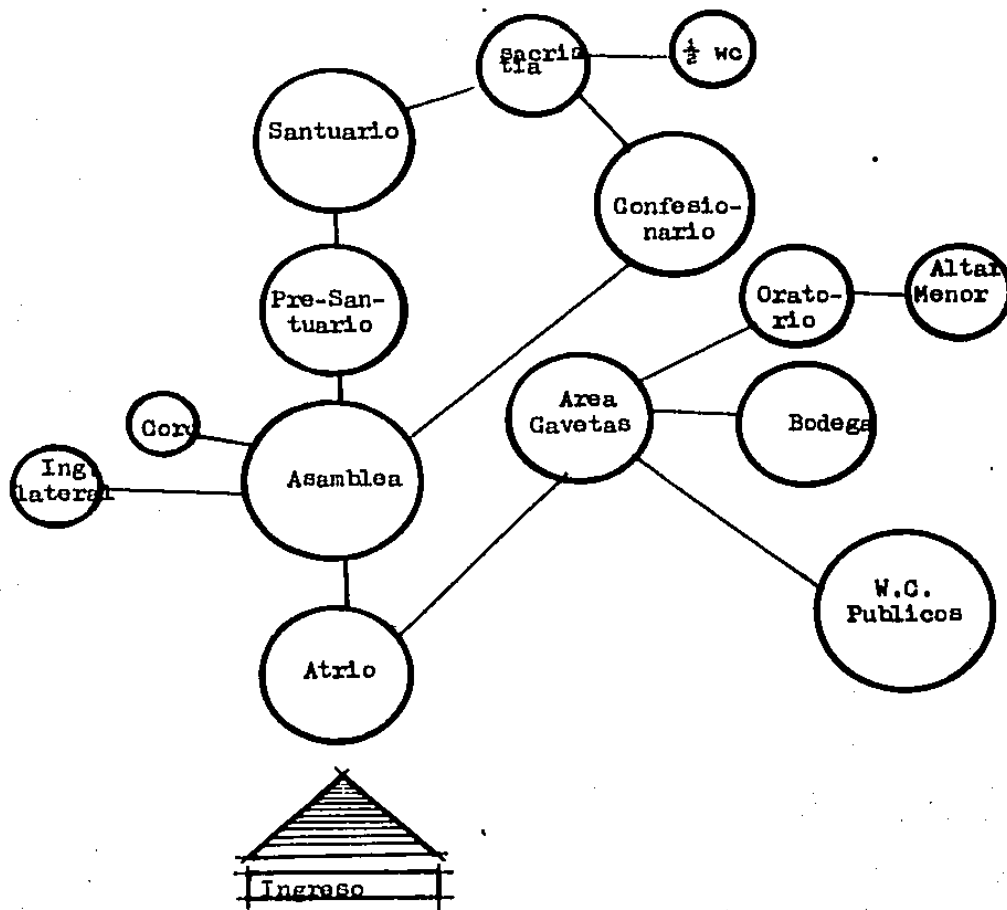 Sacris
tia
½ WC
Santuario
Confesio-
nario
Pre-San-
tuario
Orato-
rio
Altar
Menor
Area
Gavetas
Bodega
Coro
Asamblea
Ing.
lateral
W.C.
Publicos
Atrio
Ingreso